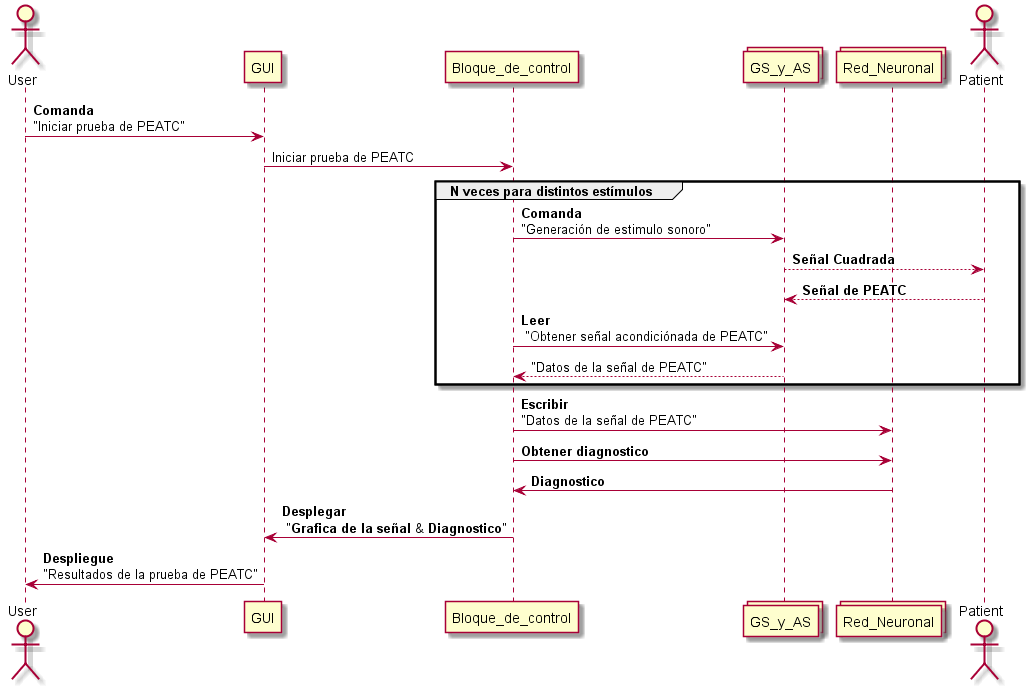 User
GUI
Bloque_de_control
GS_y_AS
Red_Neuronal
Patient
Comanda
"Iniciar prueba de PEATC"
Iniciar prueba de PEATC
N veces para distintos estímulos
Comanda
"Generación de estimulo sonoro"
Señal Cuadrada
Señal de PEATC
Leer
"Obtener señal acondiciónada de PEATC"
"Datos de la señal de PEATC"
Escribir
"Datos de la señal de PEATC"
Obtener diagnostico
Diagnostico
Desplegar
"Grafica de la señal & Diagnostico"
Despliegue
"Resultados de la prueba de PEATC"
User
GUI
Bloque_de_control
GS_y_AS
Red_Neuronal
Patient